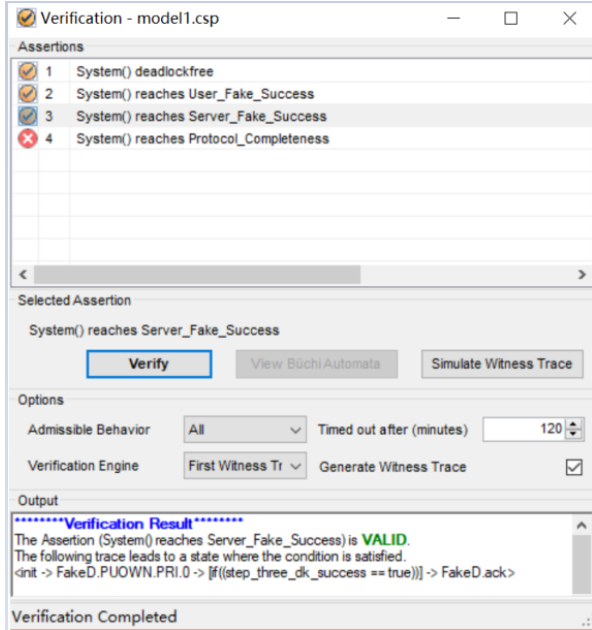 Verification - model1.csp
Assertions
1 System() deadlockfree
2 System() reaches User_Fake_Success
3 System() reaches Server_Fake_Success
4 System() reaches Protocol_Completeness
Selected Assertion
System() reaches Server_Fake_Success
Verify View Büchi Automata Simulate Witness Trace
Options
Admissible Behavior All Timed out after (minutes) 120
Verification Engine First Witness Tr Generate Witness Trace
Output
********Verification Result********
The Assertion (System() reaches Server_Fake_Success) is VALID.
The following trace leads to a state where the condition is satisfied.
<init -> FakeD.PUOWN.PRI.0 -> [if((step_three_dk_success == true))] -> FakeD.ack>
Verification Completed